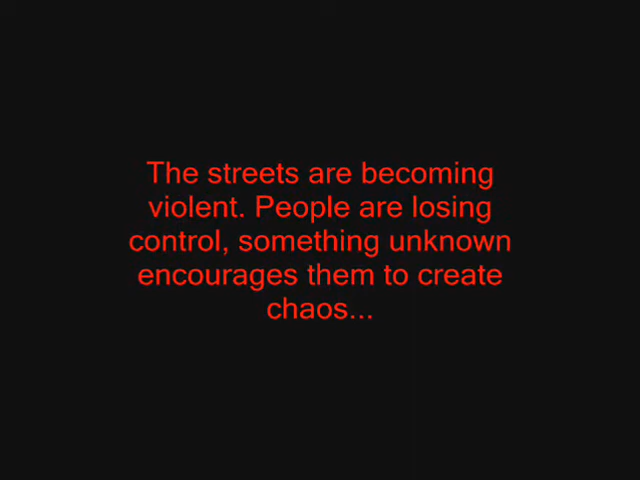 The streets are becoming
violent. People are losing
control, something unknown
encourages them to create
chaos...